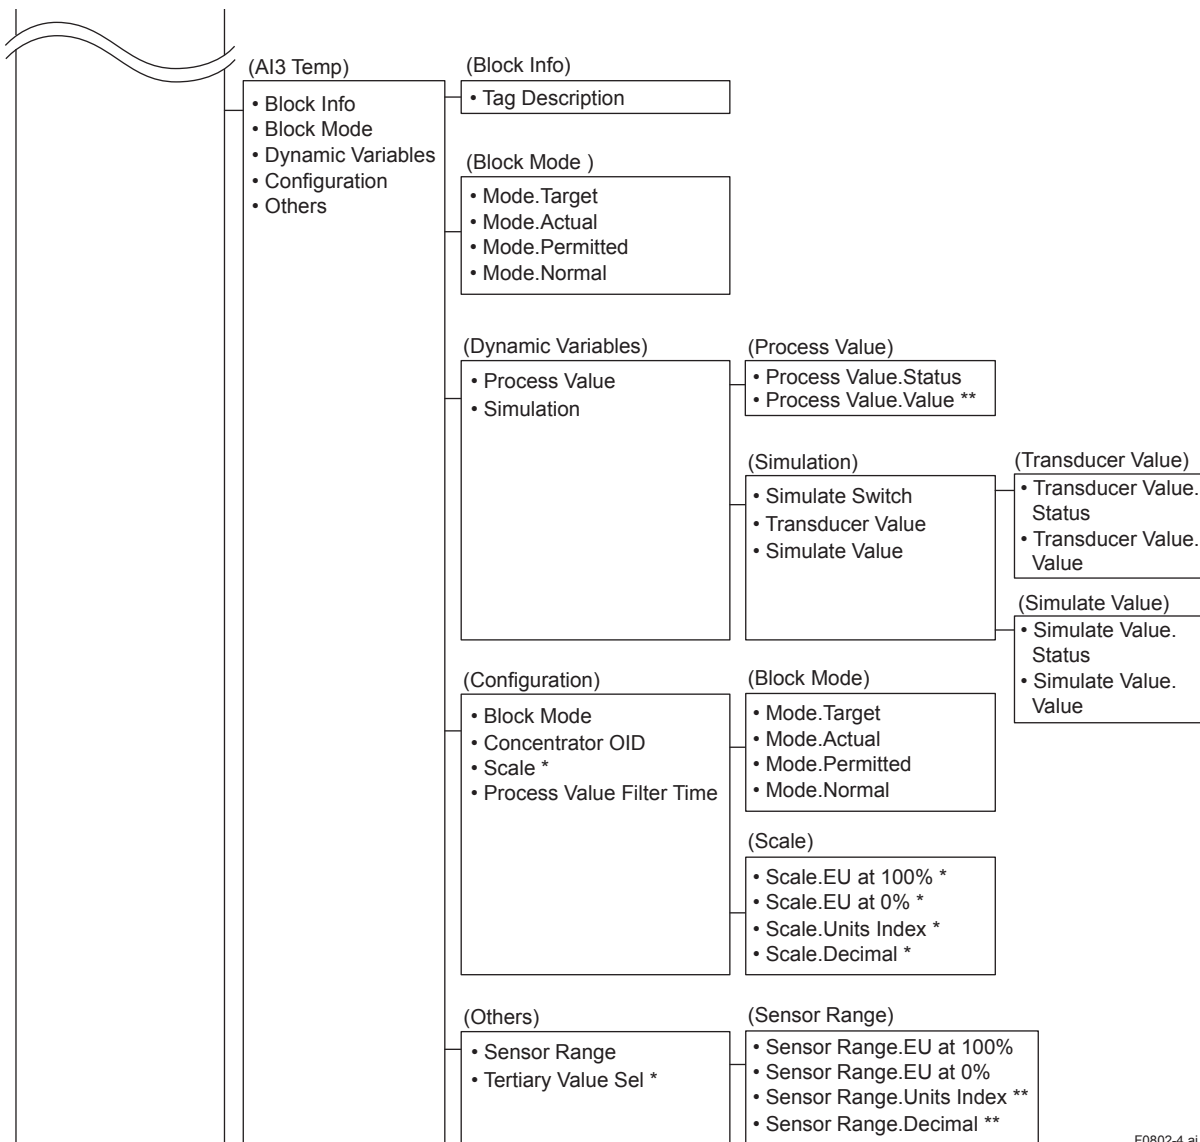 (AI3 Temp)
• Block Info
• Block Mode
• Dynamic Variables
• Configuration
• Others
(Block Info)
• Tag Description
(Block Mode )
• Mode.Target
• Mode.Actual
• Mode.Permitted
• Mode.Normal
(Dynamic Variables)
• Process Value
• Simulation
(Process Value)
• Process Value.Status
• Process Value.Value **
(Simulation)
• Simulate Switch
• Transducer Value
• Simulate Value
(Transducer Value)
• Transducer Value.
Status
• Transducer Value.
Value
(Simulate Value)
• Simulate Value.
Status
• Simulate Value.
Value
(Configuration)
• Block Mode
• Concentrator OID
• Scale *
• Process Value Filter Time
(Block Mode)
• Mode.Target
• Mode.Actual
• Mode.Permitted
• Mode.Normal
(Scale)
• Scale.EU at 100% *
• Scale.EU at 0% *
• Scale.Units Index *
• Scale.Decimal *
(Others)
• Sensor Range
• Tertiary Value Sel *
(Sensor Range)
• Sensor Range.EU at 100%
• Sensor Range.EU at 0%
• Sensor Range.Units Index **
• Sensor Range.Decimal **
F0802-4.ai